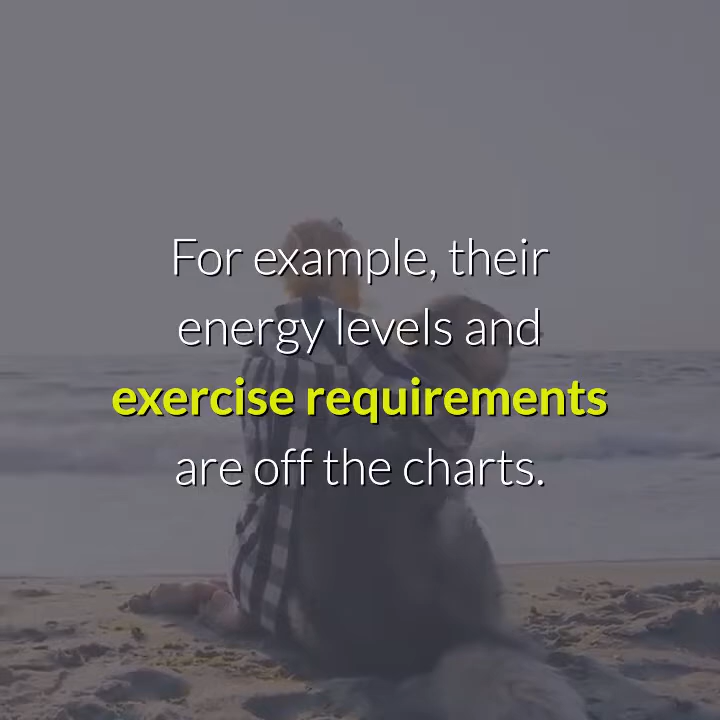 For example, their
energy levels and
exercise requirements
are off the charts.